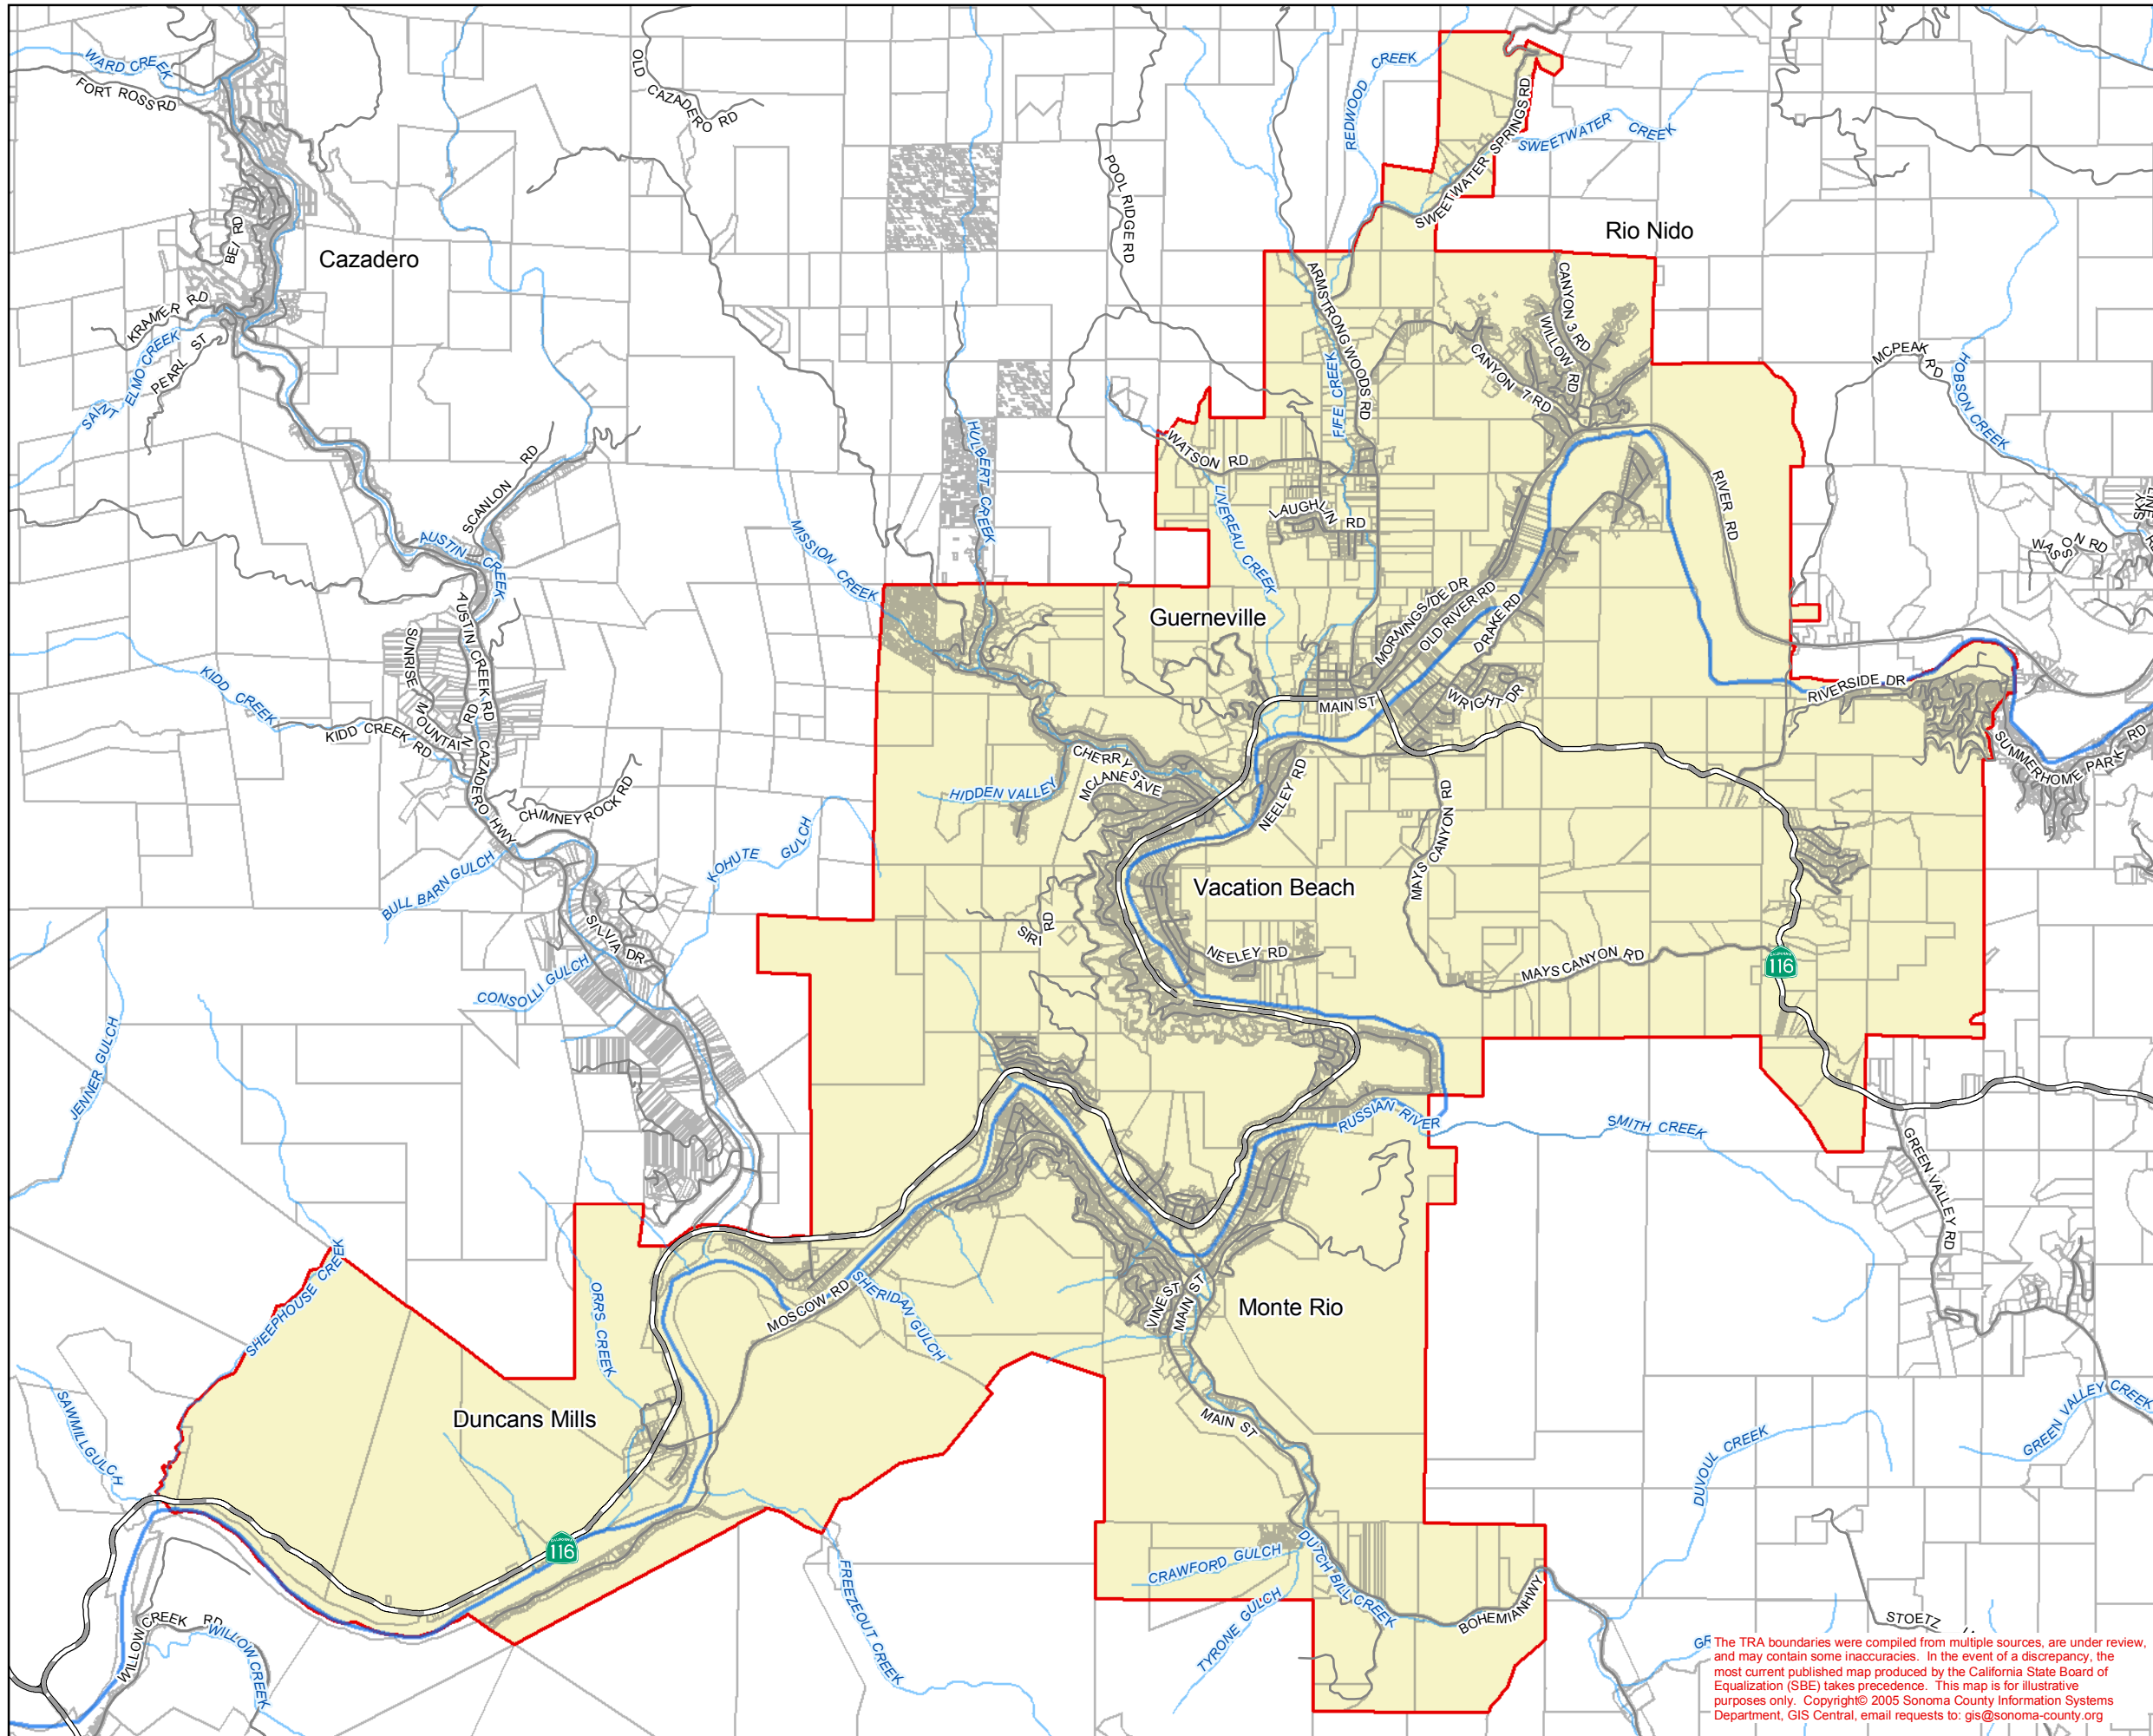 WARD CREEK
FORT ROSS RD
OLD
CAZADERO RD
REDWOOD CREEK
SWEETWATER SPRINGS RD
SWEETWATER CREEK
POOL RIDGE RD
BEI RD
Cazadero
Rio Nido
KRAMER RD
SAINT ELMO CREEK
PEARL ST
ARMSTRONG WOODS RD
FIFE CREEK
CANYON 3 RD
WILLOW RD
CANYON 7 RD
MCPEAK RD
HOBSON CREEK
HULBERT CREEK
WATSON RD
LIVEREAU CREEK
LAUGHLIN RD
RIVER RD
SCANLON RD
AUSTIN CREEK
MISSION CREEK
WASSON RD
AUSTIN CREEK RD
SUNRISE MOUNTAIN RD
Guerneville
MORNINGSIDE DR
OLD RIVER RD
DRAKE RD
KIDD CREEK
KIDD CREEK RD
CAZADERO HWY
MAIN ST
WRIGHT DR
RIVERSIDE DR
SUMMERHOME PARK RD
CHERRY ST
MCLANE AVE
HIDDEN VALLEY
NEELEY RD
MAYS CANYON RD
CHIMNEY ROCK RD
BULL BARN GULCH
KOHUTE GULCH
Vacation Beach
SILVIA DR
SIRI RD
NEELEY RD
MAYS CANYON RD
116
CONSOLLI GULCH
JENNER GULCH
RUSSIAN RIVER
SMITH CREEK
GREEN VALLEY RD
SHEEPHOUSE CREEK
ORRS CREEK
MOSCOW RD
SHERIDAN GULCH
VINE ST
MAIN ST
Monte Rio
SAWMILL GULCH
Duncans Mills
MAIN ST
GREEN VALLEY CREEK
DUVOUL CREEK
116
FREEZEOUT CREEK
CRAWFORD GULCH
DUTCH BILL CREEK
TYRONE GULCH
BOHEMIAN HWY
WILLOW CREEK RD
WILLOW CREEK
STOETZ
The TRA boundaries were compiled from multiple sources, are under review,
and may contain some inaccuracies. In the event of a discrepancy, the
most current published map produced by the California State Board of
Equalization (SBE) takes precedence. This map is for illustrative
purposes only. Copyright© 2005 Sonoma County Information Systems
Department, GIS Central, email requests to: gis@sonoma-county.org